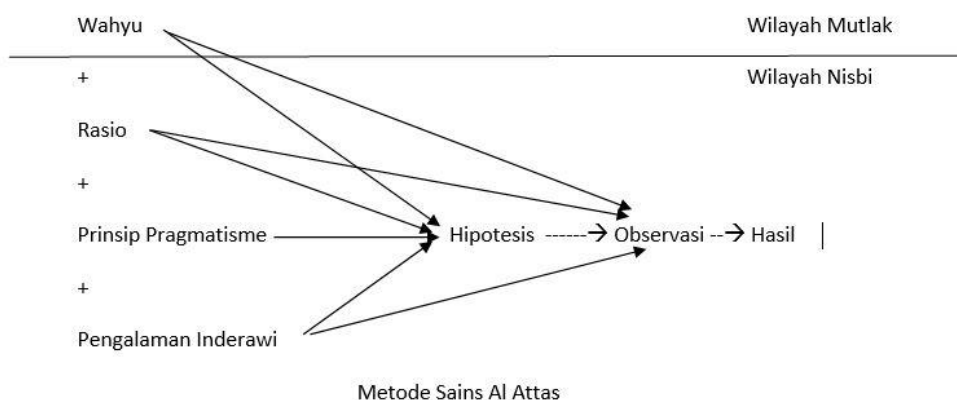 Wahyu Wilayah Mutlak
+ Wilayah Nisbi
Rasio
+
Prinsip Pragmatisme Hipotesis ------→ Observasi --→ Hasil |
+
Pengalaman Inderawi
Metode Sains Al Attas